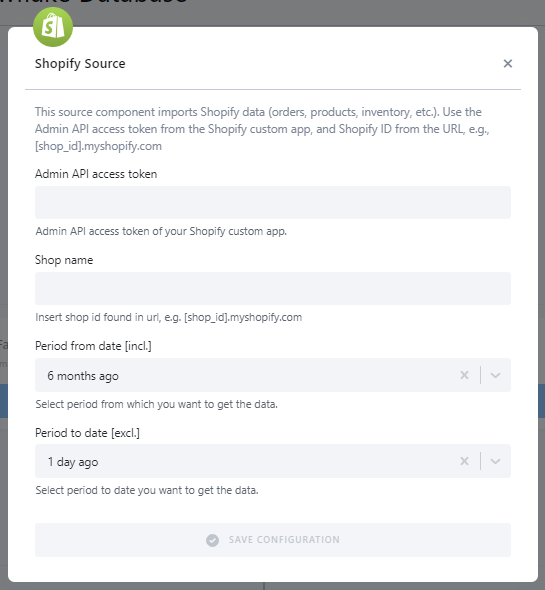 Database
Shopify Source
This source component imports Shopify data (orders, products, inventory, etc.). Use the
Admin API access token from the Shopify custom app, and Shopify ID from the URL, e.g.,
[shop_id].myshopify.com
Admin API access token
Admin API access token of your Shopify custom app.
Shop name
Insert shop id found in url, e.g. [shop_id].myshopify.com
Period from date [incl.]
6 months ago
Select period from which you want to get the data.
Period to date [excl.]
1 day ago
Select period to date you want to get the data.
SAVE CONFIGURATION